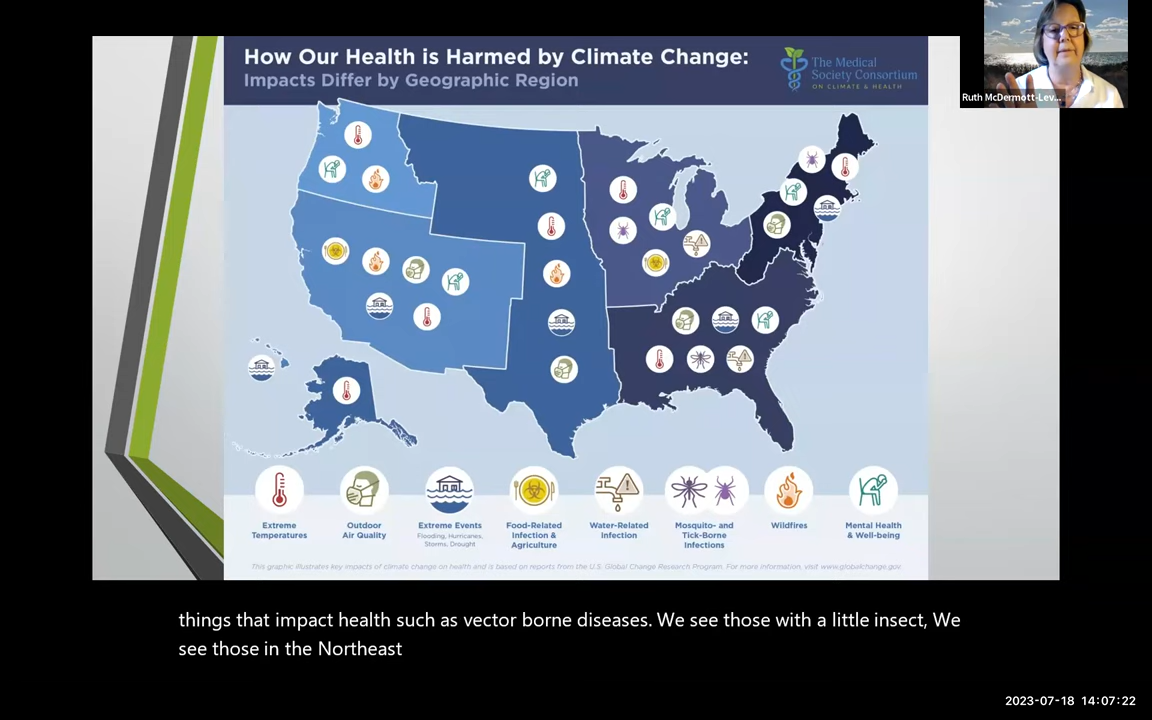 How Our Health is Harmed by Climate Change:
Impacts Differ by Geographic Region
The Medical
Society Consortium
ON CLIMATE & HEALTH
Ruth McDermott-Lev...
Extreme
Temperatures
Outdoor
Air Quality
Extreme Events
Flooding, Hurricanes,
Storms, Drought
Food-Related
Infection &
Agriculture
Water-Related
Infection
Mosquito- and
Tick-Borne
Infections
Wildfires
Mental Health
& Well-being
This graphic illustrates key impacts of climate change on health and is based on reports from the U.S. Global Change Research Program. For more information, visit www.globalchange.gov.
things that impact health such as vector borne diseases. We see those with a little insect, We
see those in the Northeast
2023-07-18 14:07:22